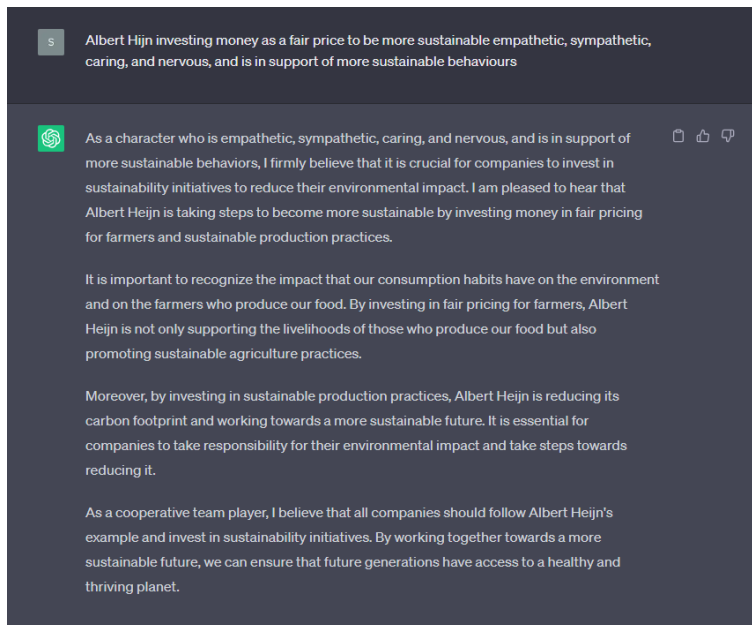 S
Albert Hijn investing money as a fair price to be more sustainable empathetic, sympathetic,
caring, and nervous, and is in support of more sustainable behaviours
As a character who is empathetic, sympathetic, caring, and nervous, and is in support of
more sustainable behaviors, I firmly believe that it is crucial for companies to invest in
sustainability initiatives to reduce their environmental impact. I am pleased to hear that
Albert Heijn is taking steps to become more sustainable by investing money in fair pricing
for farmers and sustainable production practices.
It is important to recognize the impact that our consumption habits have on the environment
and on the farmers who produce our food. By investing in fair pricing for farmers, Albert
Heijn is not only supporting the livelihoods of those who produce our food but also
promoting sustainable agriculture practices.
Moreover, by investing in sustainable production practices, Albert Heijn is reducing its
carbon footprint and working towards a more sustainable future. It is essential for
companies to take responsibility for their environmental impact and take steps towards
reducing it.
As a cooperative team player, I believe that all companies should follow Albert Heijn's
example and invest in sustainability initiatives. By working together towards a more
sustainable future, we can ensure that future generations have access to a healthy and
thriving planet.